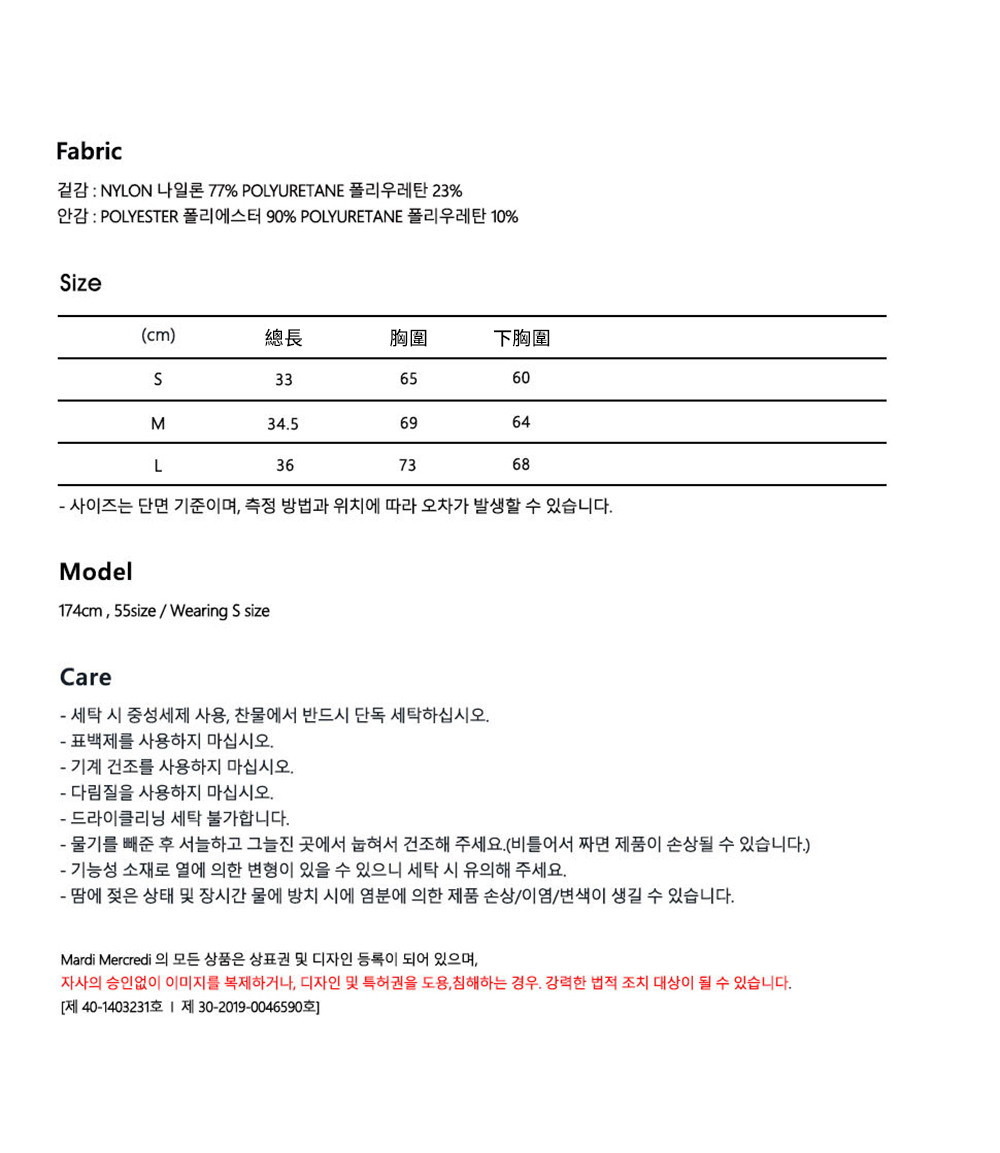 Fabric
겉감 : NYLON 나일론 77% POLYURETANE 폴리우레탄 23%
안감 : POLYESTER 폴리에스터 90% POLYURETANE 폴리우레탄 10%
Size
(cm) 總長 胸圍 下胸圍
S 33 65 60
M 34.5 69 64
L 36 73 68
- 사이즈는 단면 기준이며, 측정 방법과 위치에 따라 오차가 발생할 수 있습니다.
Model
174cm , 55size / Wearing S size
Care
- 세탁 시 중성세제 사용, 찬물에서 반드시 단독 세탁하십시오.
- 표백제를 사용하지 마십시오.
- 기계 건조를 사용하지 마십시오.
- 다림질을 사용하지 마십시오.
- 드라이클리닝 세탁 불가합니다.
- 물기를 빼준 후 서늘하고 그늘진 곳에서 눕혀서 건조해 주세요.(비틀어서 짜면 제품이 손상될 수 있습니다.)
- 기능성 소재로 열에 의한 변형이 있을 수 있으니 세탁 시 유의해 주세요.
- 땀에 젖은 상태 및 장시간 물에 방치 시에 염분에 의한 제품 손상/이염/변색이 생길 수 있습니다.
Mardi Mercredi 의 모든 상품은 상표권 및 디자인 등록이 되어 있으며,
자사의 승인없이 이미지를 복제하거나, 디자인 및 특허권을 도용,침해하는 경우. 강력한 법적 조치 대상이 될 수 있습니다.
[제 40-1403231호 ㅣ 제 30-2019-0046590호]